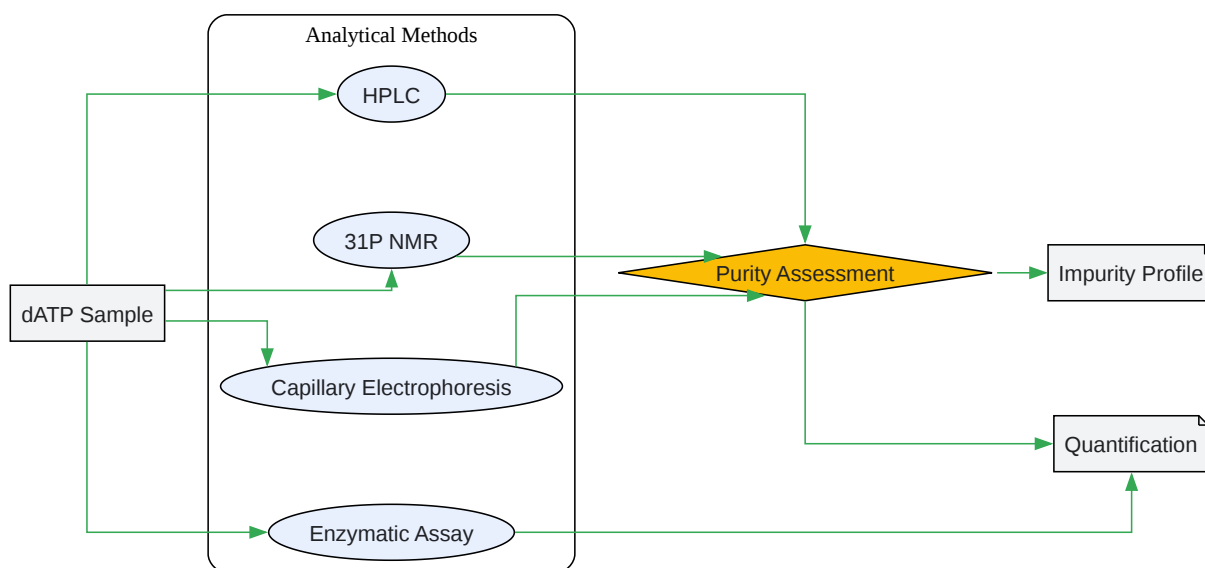 Analytical Methods
HPLC
31P NMR
Purity Assessment
Impurity Profile
dATP Sample
Capillary Electrophoresis
Quantification
Enzymatic Assay